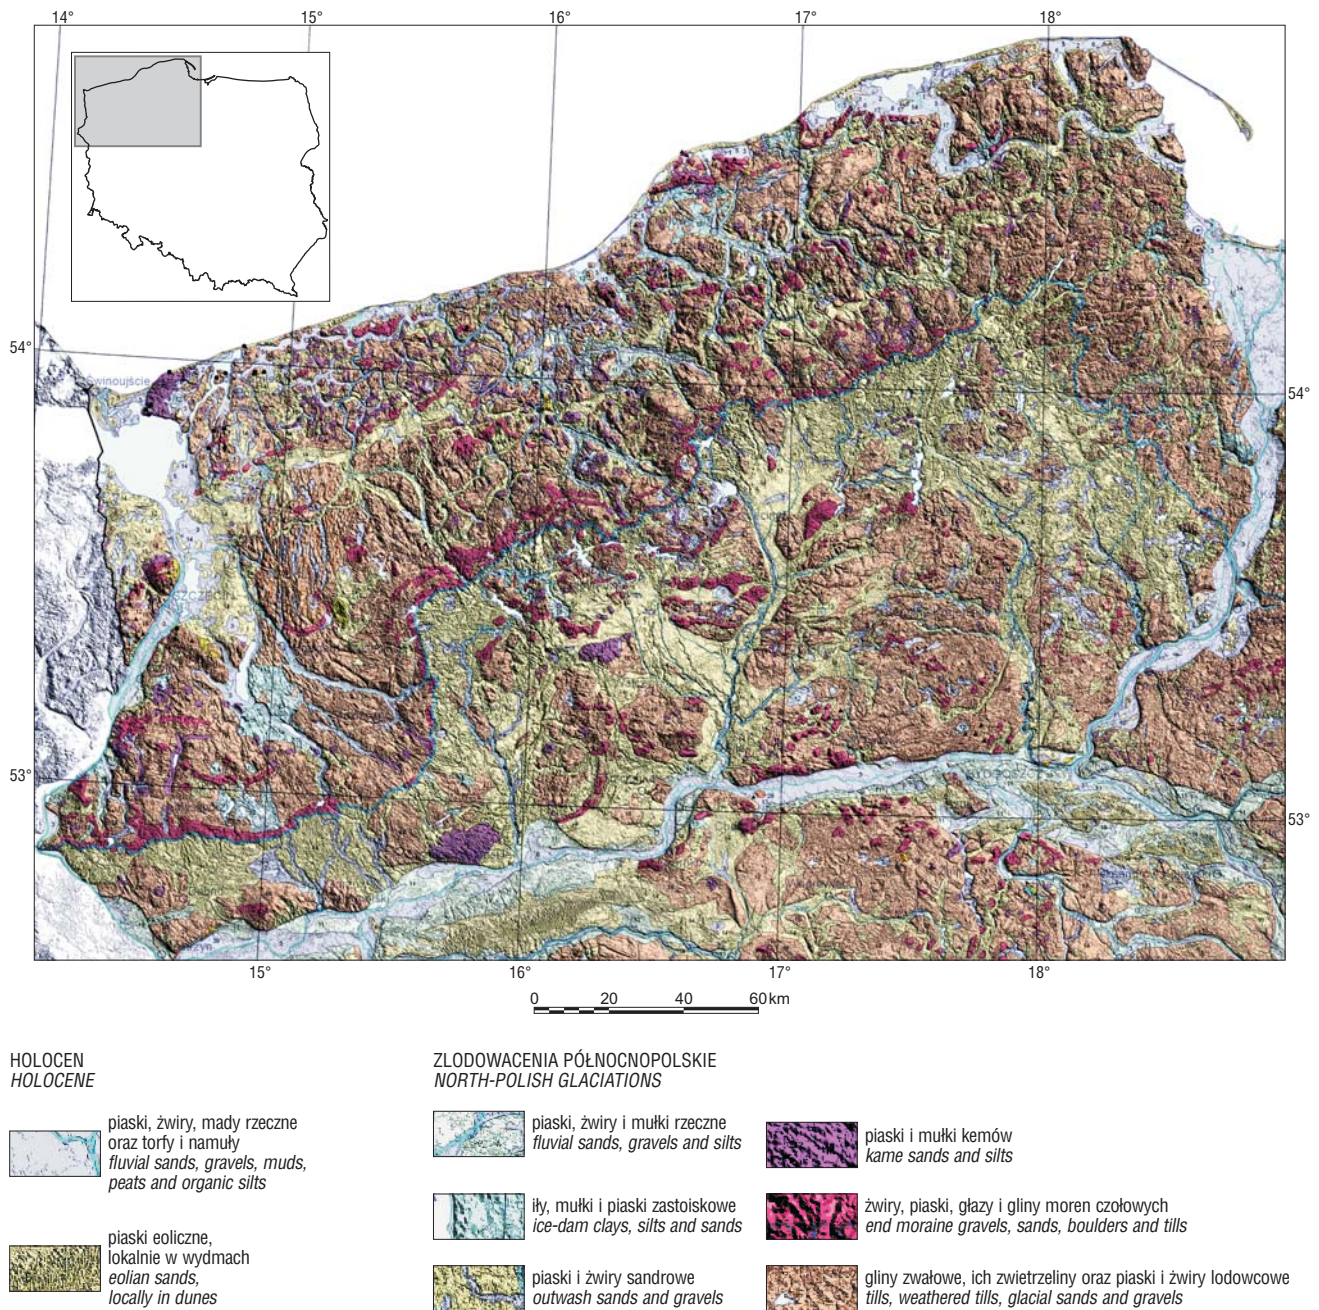 14°
15°
16°
17°
18°
54°
Świnoujście
54°
53°
53°
15°
16°
17°
18°
0 20 40 60 km
HOLOCEN
HOLOCENE
piaski, żwiry, mady rzeczne
oraz torfy i namuły
fluvial sands, gravels, muds,
peats and organic silts
piaski eoliczne,
lokalnie w wydmach
eolian sands,
locally in dunes
ZLODOWACENIA PÓŁNOCNOPOLSKIE
NORTH-POLISH GLACIATIONS
piaski, żwiry i mułki rzeczne
fluvial sands, gravels and silts
iły, mułki i piaski zastoiskowe
ice-dam clays, silts and sands
piaski i żwiry sandrowe
outwash sands and gravels
piaski i mułki kemów
kame sands and silts
żwiry, piaski, głazy i gliny moren czołowych
end moraine gravels, sands, boulders and tills
gliny zwałowe, ich zwietrzeliny oraz piaski i żwiry lodowcowe
tills, weathered tills, glacial sands and gravels